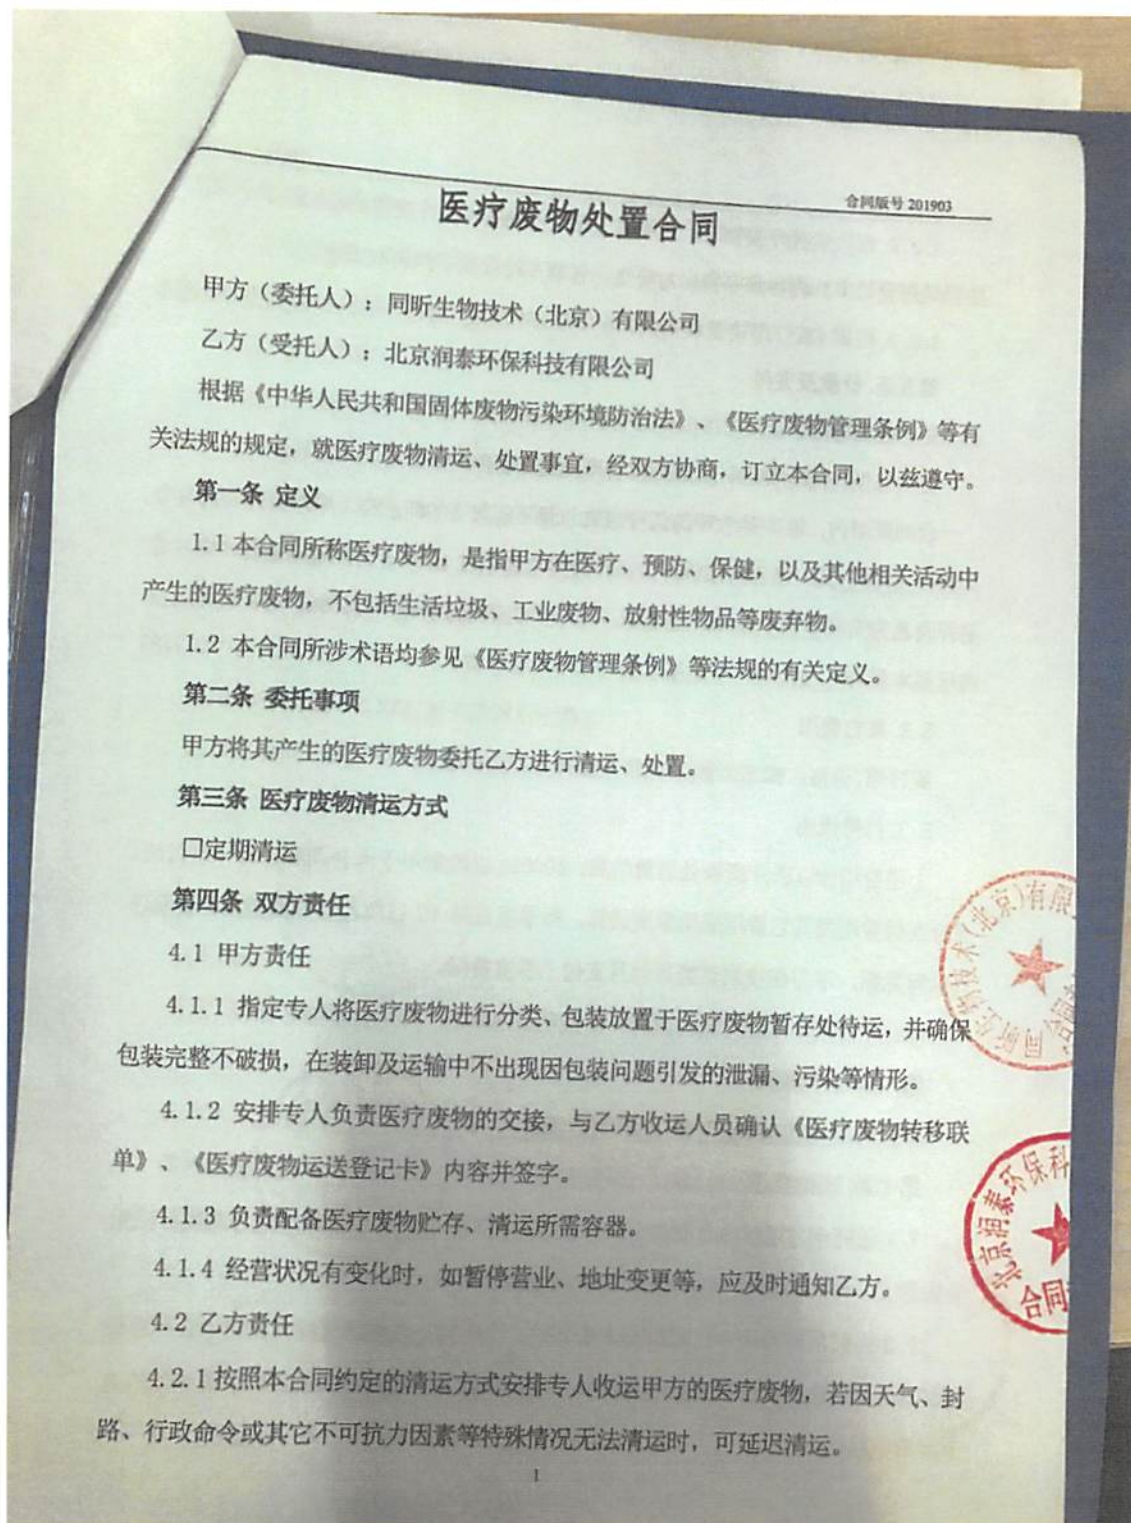 合同版号 201903
医疗废物处置合同
甲方（委托人）：同昕生物技术（北京）有限公司
乙方（受托人）：北京润泰环保科技有限公司
根据《中华人民共和国固体废物污染环境防治法》、《医疗废物管理条例》等有
关法规的规定，就医疗废物清运、处置事宜，经双方协商，订立本合同，以兹遵守。
第一条 定义
1.1 本合同所称医疗废物，是指甲方在医疗、预防、保健，以及其他相关活动中
产生的医疗废物，不包括生活垃圾、工业废物、放射性物品等废弃物。
1.2 本合同所涉术语均参见《医疗废物管理条例》等法规的有关定义。
第二条 委托事项
甲方将其产生的医疗废物委托乙方进行清运、处置。
第三条 医疗废物清运方式
□定期清运
第四条 双方责任
4.1 甲方责任
4.1.1 指定专人将医疗废物进行分类、包装放置于医疗废物暂存处待运，并确保
包装完整不破损，在装卸及运输中不出现因包装问题引发的泄漏、污染等情形。
4.1.2 安排专人负责医疗废物的交接，与乙方收运人员确认《医疗废物转移联
单》、《医疗废物运送登记卡》内容并签字。
4.1.3 负责配备医疗废物贮存、清运所需容器。
4.1.4 经营状况有变化时，如暂停营业、地址变更等，应及时通知乙方。
4.2 乙方责任
4.2.1 按照本合同约定的清运方式安排专人收运甲方的医疗废物，若因天气、封
路、行政命令或其它不可抗力因素等特殊情况无法清运时，可延迟清运。
1
同昕生物技术(北京)有限
合同
北京润泰环保科
合同